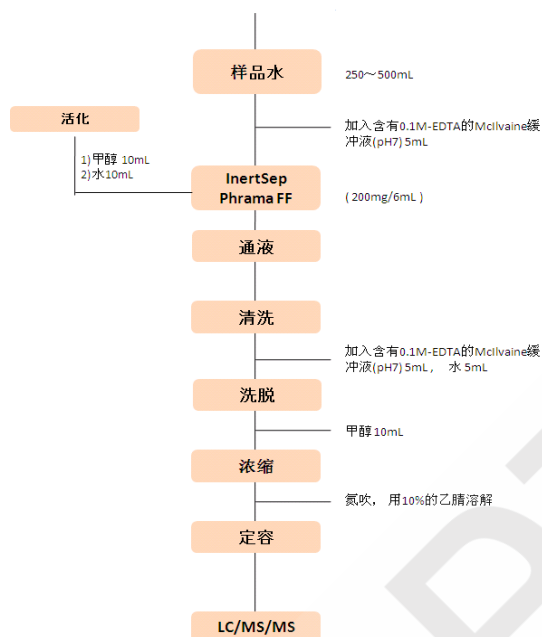 样品水
250～500mL
活化
加入含有0.1M-EDTA的McIlvaine缓
冲液(pH7) 5mL
1)甲醇 10mL
2)水10mL
InertSep
Phrama FF
( 200mg/6mL )
通液
清洗
加入含有0.1M-EDTA的McIlvaine缓
冲液(pH7) 5mL， 水 5mL
洗脱
甲醇 10mL
浓缩
氮吹， 用10%的乙腈溶解
定容
LC/MS/MS